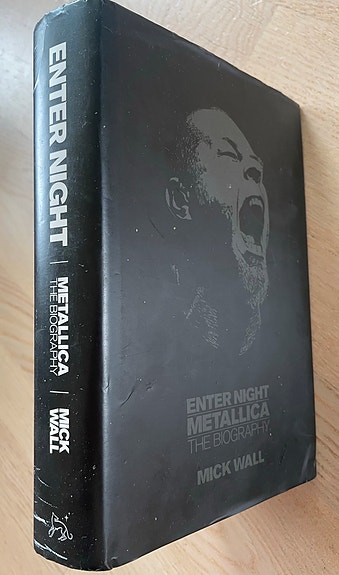 ENTER NIGHT
METALLICA
THE BIOGRAPHY
MICK
WALL
ENTER NIGHT
METALLICA
THE BIOGRAPHY
MICK WALL